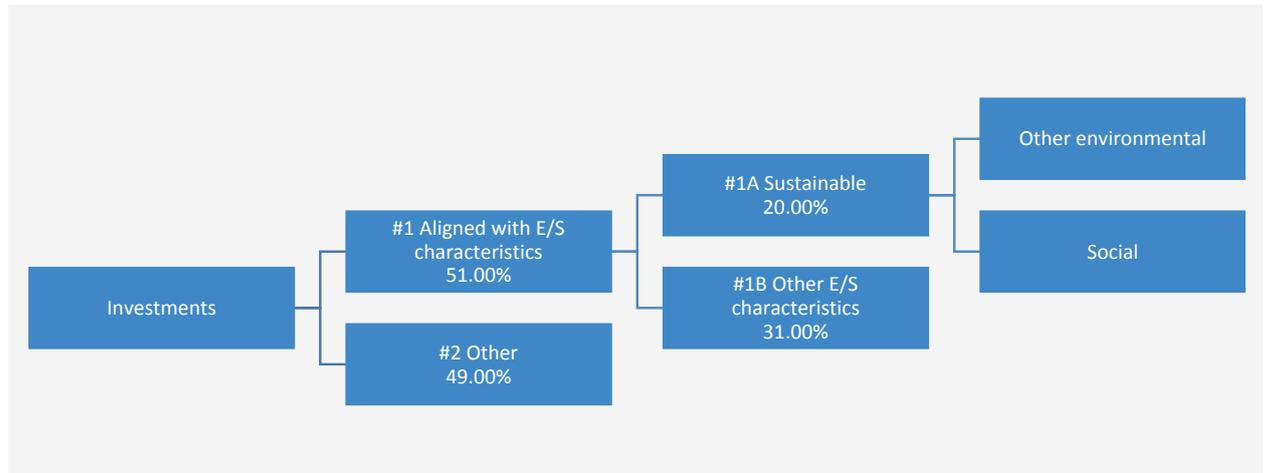 Investments
#1 Aligned with E/S
characteristics
51.00%
#2 Other
49.00%
#1A Sustainable
20.00%
#1B Other E/S
characteristics
31.00%
Other environmental
Social